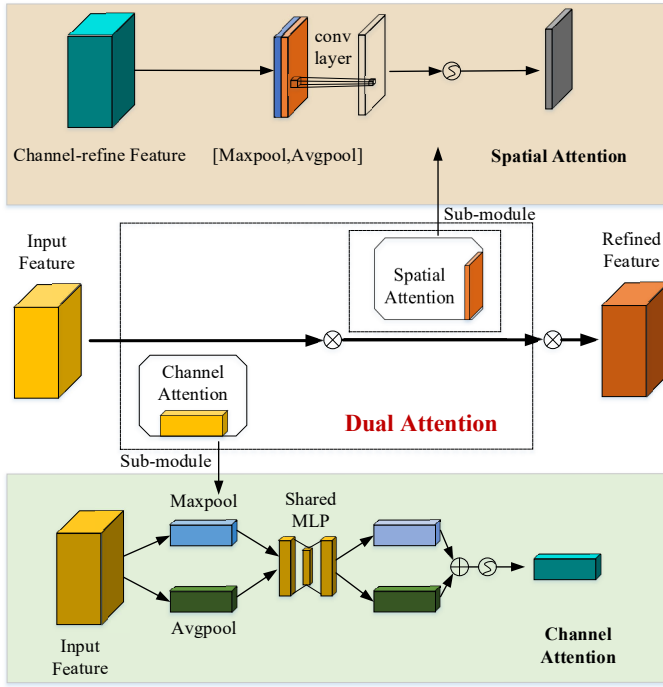 conv
layer
Channel-refine Feature
[Maxpool,Avgpool]
Spatial Attention
Sub-module
Input
Feature
Spatial
Attention
Refined
Feature
Channel
Attention
Dual Attention
Sub-module
Maxpool
Shared
MLP
Avgpool
Input
Feature
Channel
Attention